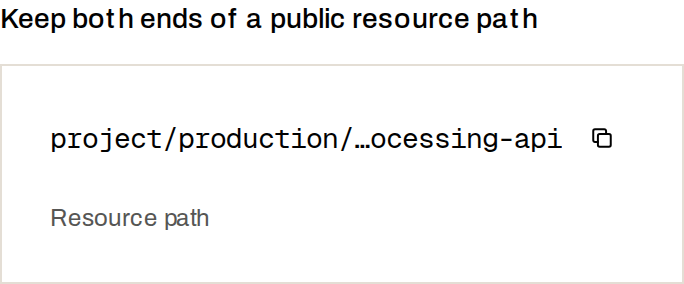 Keep both ends of a public resource path
project/production/…ocessing-api
Resource path